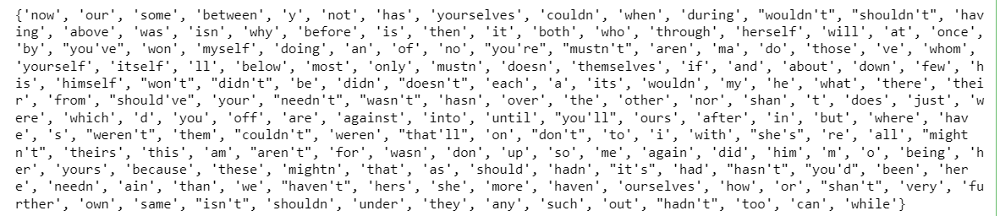 {'now', 'our', 'some', 'between', 'y', 'not', 'has', 'yourselves', 'couldn', 'when', 'during', "wouldn't", "shouldn't", 'hav
ing', 'above', 'was', 'isn', 'why', 'before', 'is', 'then', 'it', 'both', 'who', 'through', 'herself', 'will', 'at', 'once',
'by', "you've", 'won', 'myself', 'doing', 'an', 'of', 'no', "you're", "mustn't", 'aren', 'ma', 'do', 'those', 've', 'whom',
'yourself', 'itself', 'll', 'below', 'most', 'only', 'mustn', 'doesn', 'themselves', 'if', 'and', 'about', 'down', 'few', 'h
is', 'himself', "won't", "didn't", 'be', 'didn', "doesn't", 'each', 'a', 'its', 'wouldn', 'my', 'he', 'what', 'there', 'thei
r', 'from', "should've", 'your', "needn't", "wasn't", 'hasn', 'over', 'the', 'other', 'nor', 'shan', 't', 'does', 'just', 'w
ere', 'which', 'd', 'you', 'off', 'are', 'against', 'into', 'until', "you'll", 'ours', 'after', 'in', 'but', 'where', 'hav
e', 's', "weren't", 'them', "couldn't", 'weren', "that'll", 'on', "don't", 'to', 'i', 'with', "she's", 're', 'all', "might
n't", 'theirs', 'this', 'am', "aren't", 'for', 'wasn', 'don', 'up', 'so', 'me', 'again', 'did', 'him', 'm', 'o', 'being', 'h
er', 'yours', 'because', 'these', 'mightn', 'that', 'as', 'should', 'hadn', "it's", 'had', "hasn't", "you'd", 'been', 'her
e', 'needn', 'ain', 'than', 'we', "haven't", 'hers', 'she', 'more', 'haven', 'ourselves', 'how', 'or', "shan't", 'very', 'fu
rther', 'own', 'same', "isn't", 'shouldn', 'under', 'they', 'any', 'such', 'out', "hadn't", 'too', 'can', 'while'}